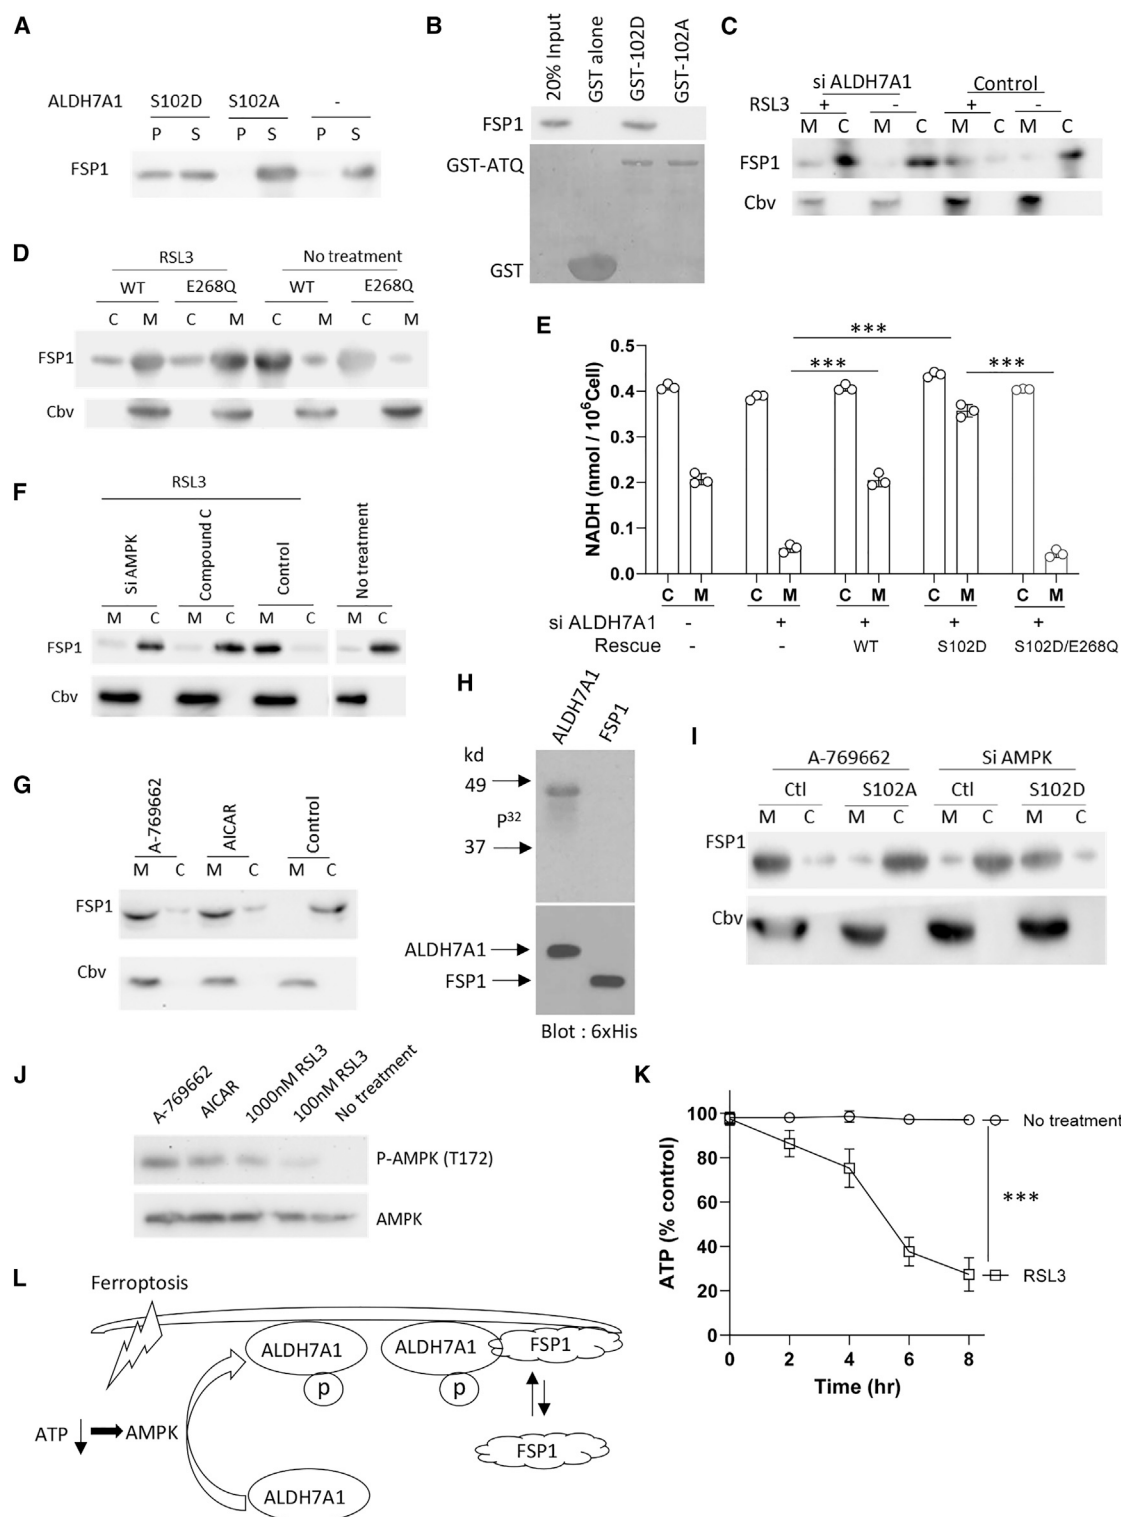 A
ALDH7A1 S102D S102A -
P S P S P S
FSP1
B
20% Input GST alone GST-102D GST-102A
FSP1
GST-ATQ
GST
C
si ALDH7A1 Control
RSL3 + - + -
M C M C M C M C
FSP1
Cbv
D
RSL3 No treatment
WT E268Q WT E268Q
C M C M C M C M
FSP1
Cbv
E
NADH (nmol / 10⁶Cell)
0.5
0.4
0.3
0.2
0.1
0.0
***
*** ***
C M C M C M C M C M
si ALDH7A1 - + + + +
Rescue - - WT S102D S102D/E268Q
F
RSL3
Si AMPK Compound C Control No treatment
M C M C M C M C
FSP1
Cbv
G
A-769662 AICAR Control
M C M C M C
FSP1
Cbv
H
ALDH7A1 FSP1
kd
49
P³²
37
ALDH7A1
FSP1
Blot : 6xHis
I
A-769662 Si AMPK
Ctl S102A Ctl S102D
M C M C M C M C
FSP1
Cbv
J
A-769662 AICAR 1000nM RSL3 100nM RSL3 No treatment
P-AMPK (T172)
AMPK
K
ATP (% control)
100
80
60
40
20
0
0 2 4 6 8
Time (hr)
No treatment
***
RSL3
L
Ferroptosis
ALDH7A1 ALDH7A1 FSP1
p p
ATP AMPK
FSP1
ALDH7A1